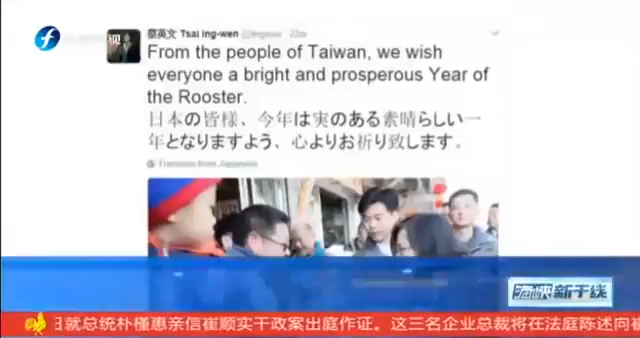 蔡英文 Tsai Ing-wen
From the people of Taiwan, we wish
everyone a bright and prosperous Year of
the Rooster.
日本の皆様、今年は実のある素晴らしい一
年となりますよう、心よりお祈り致します。
Translate from Japanese
海峡新干线
日就总统朴槿惠亲信崔顺实干政案出庭作证。这三名企业总裁将在法庭陈述向崔